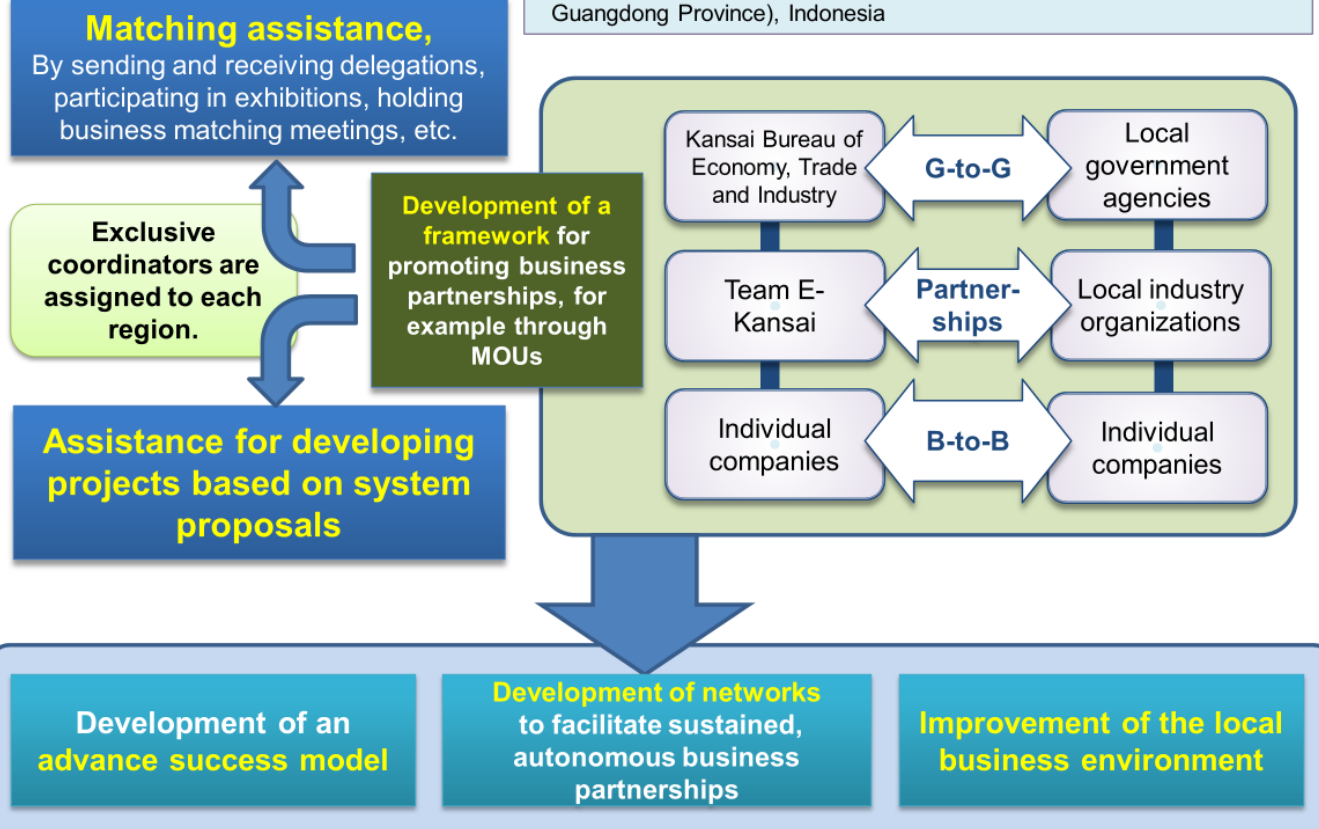 Guangdong Province), Indonesia
Matching assistance,
By sending and receiving delegations,
participating in exhibitions, holding
business matching meetings, etc.
Exclusive
coordinators are
assigned to each
region.
Development of a
framework for
promoting business
partnerships, for
example through
MOUs
Assistance for developing
projects based on system
proposals
Kansai Bureau of
Economy, Trade
and Industry
G-to-G
Local
government
agencies
Team E-
Kansai
Partner-
ships
Local industry
organizations
Individual
companies
B-to-B
Individual
companies
Development of an
advance success model
Development of networks
to facilitate sustained,
autonomous business
partnerships
Improvement of the local
business environment